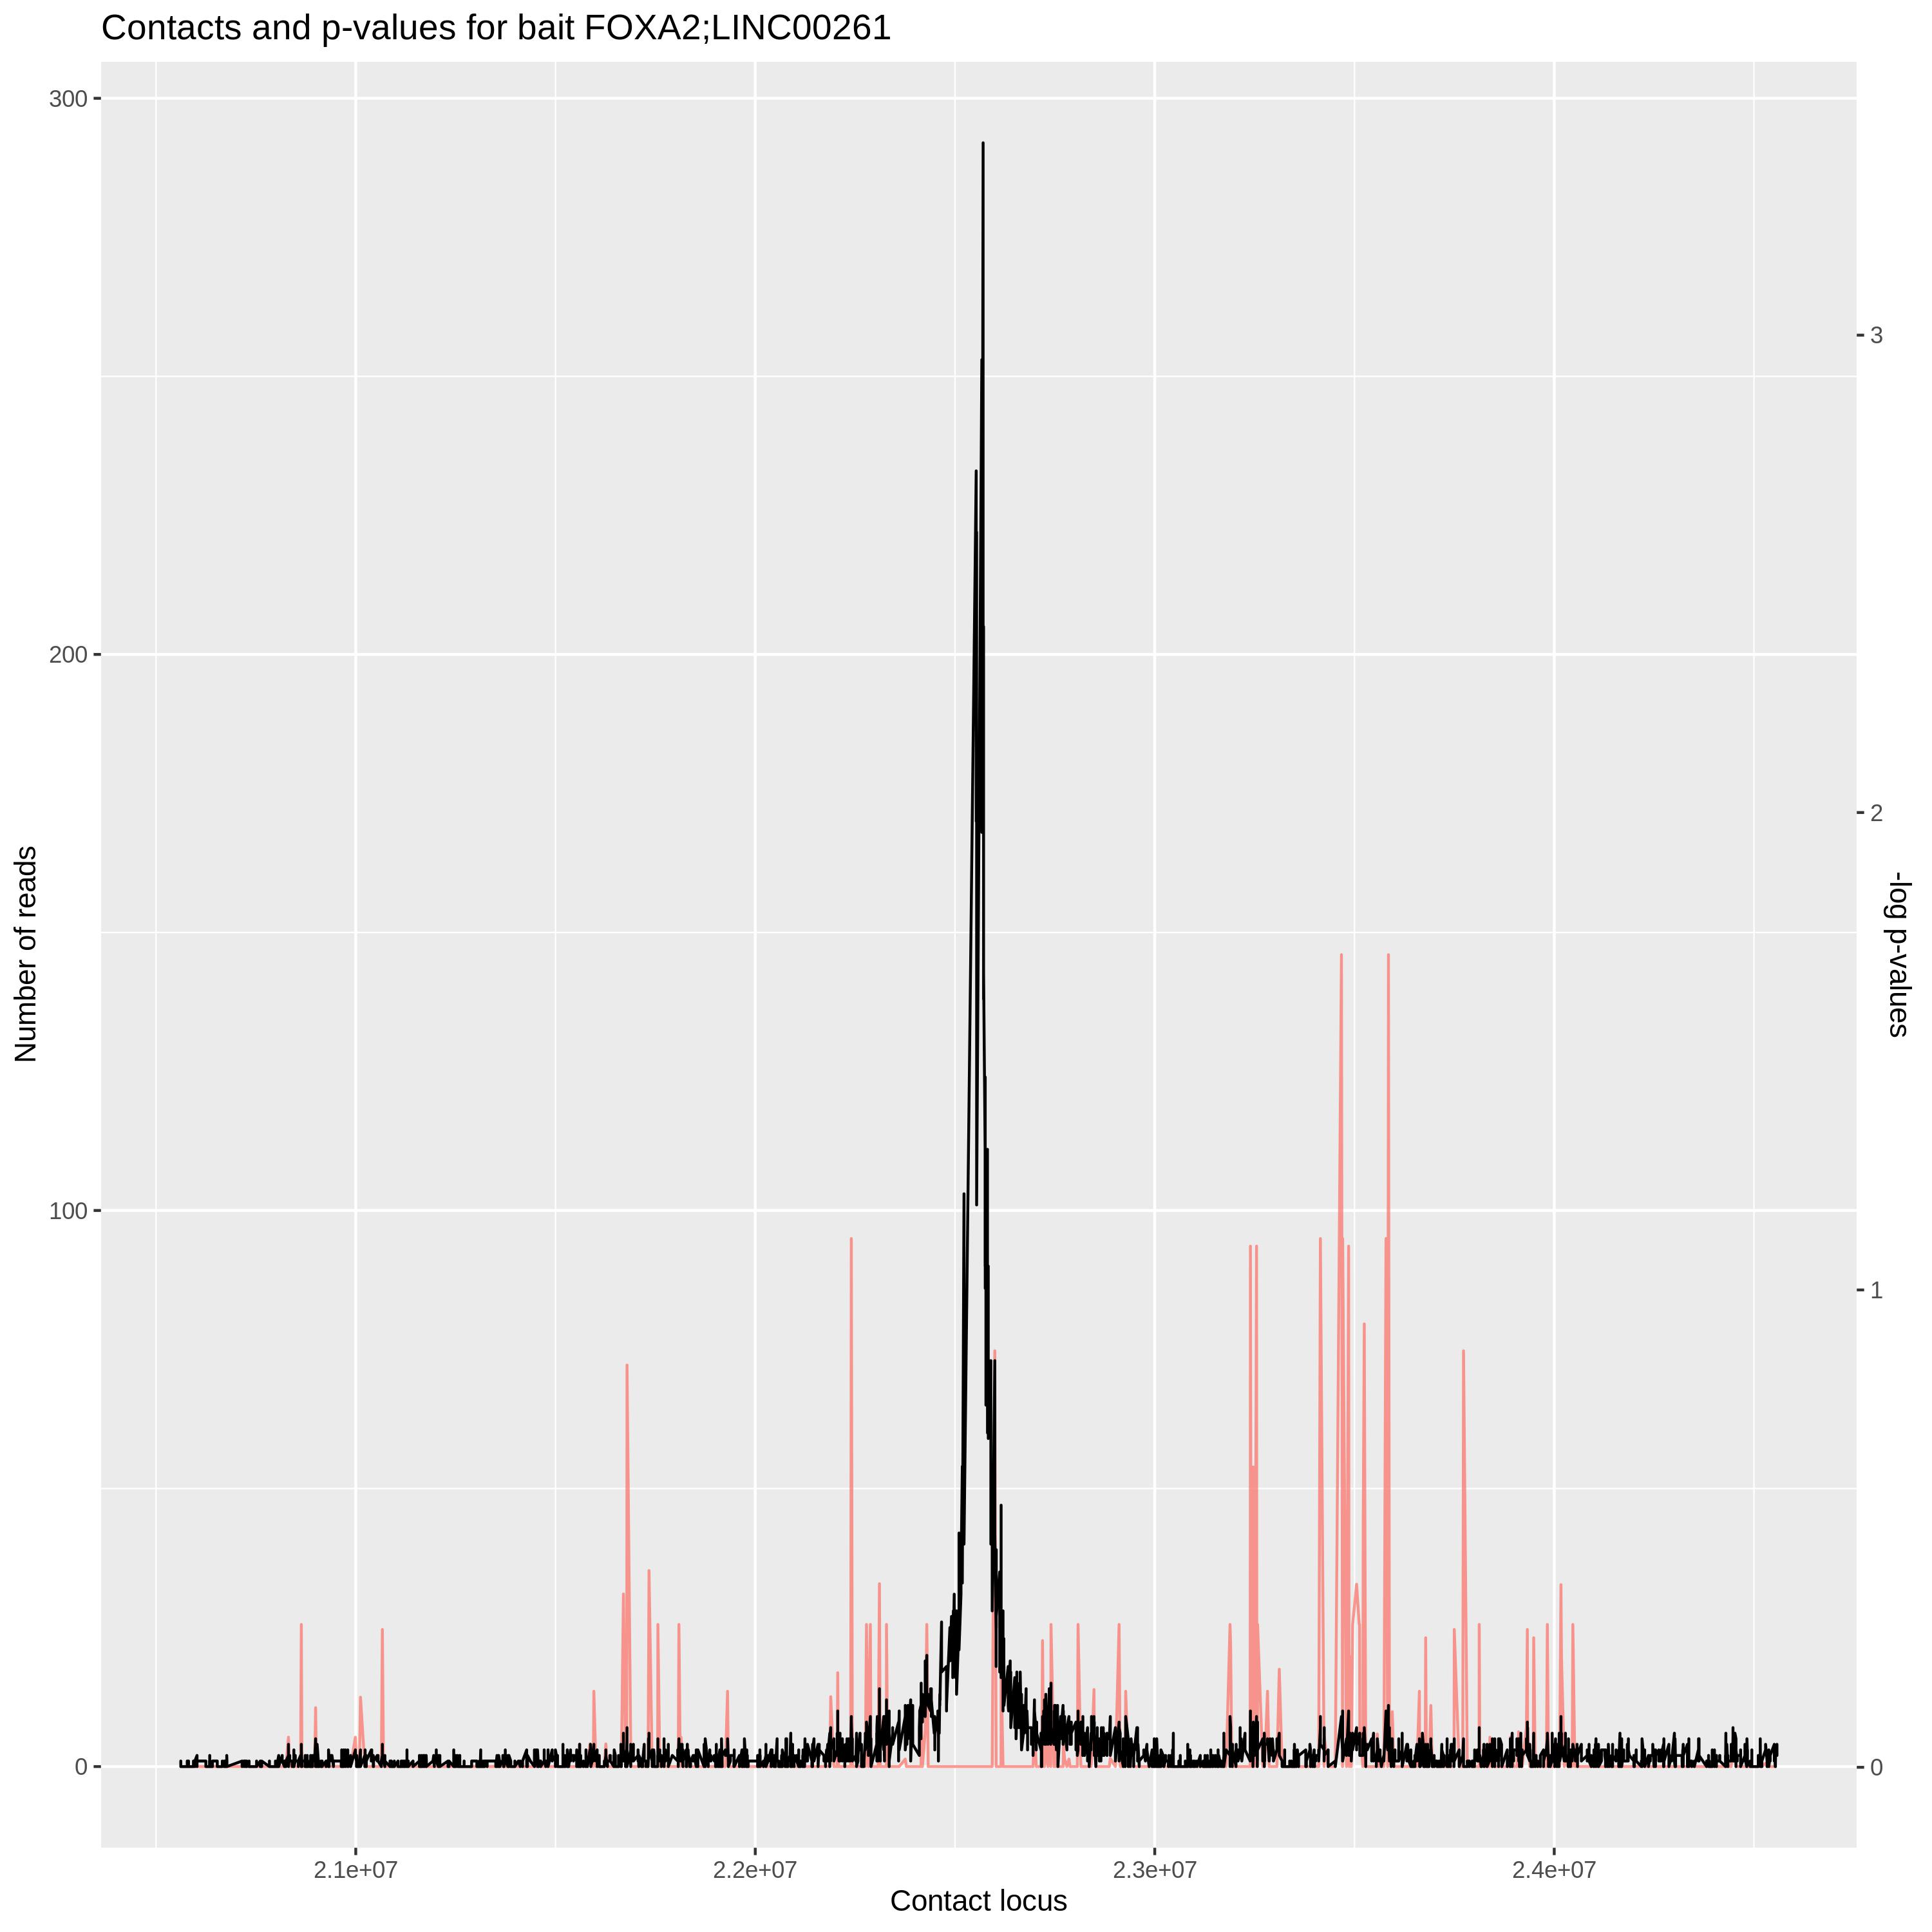 Contacts and p-values for bait FOXA2;LINC00261
300
200
100
0
Number of reads
3
2
1
0
-log p-values
2.1e+07
2.2e+07
2.3e+07
2.4e+07
Contact locus